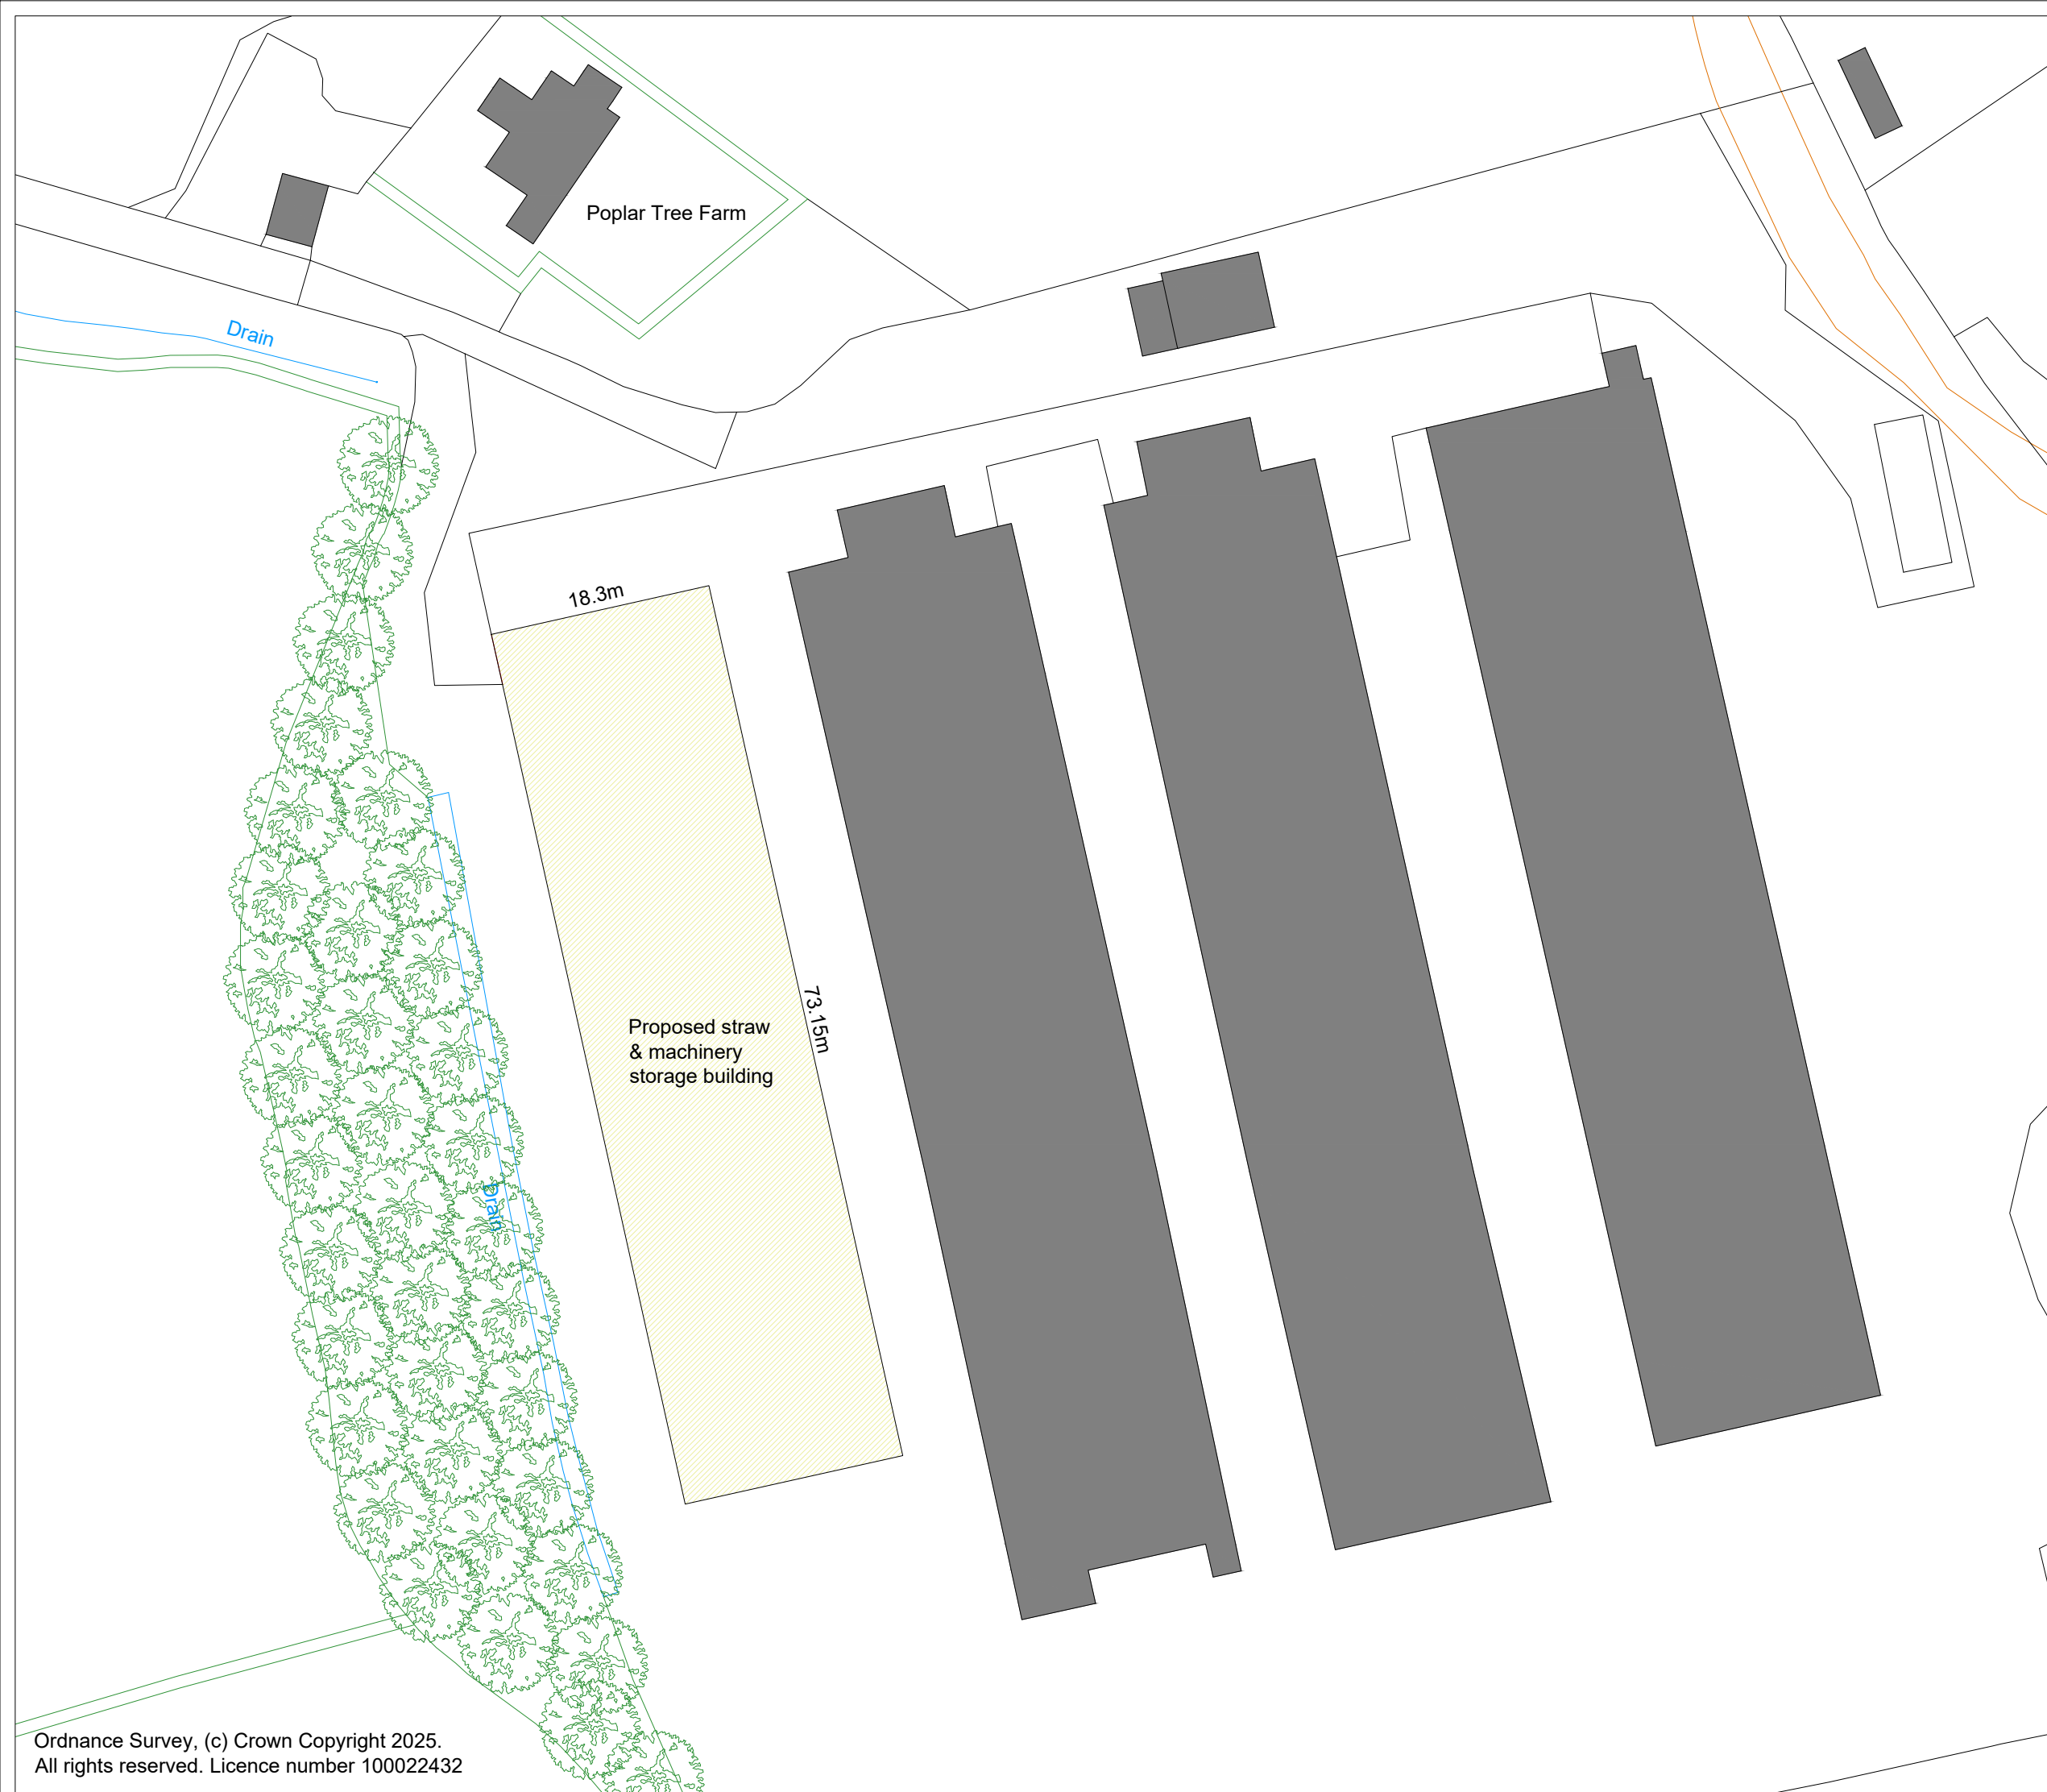 Poplar Tree Farm
Drain
18.3m
73.15m
Proposed straw
& machinery
storage building
Drain
Ordnance Survey, (c) Crown Copyright 2025.
All rights reserved. Licence number 100022432